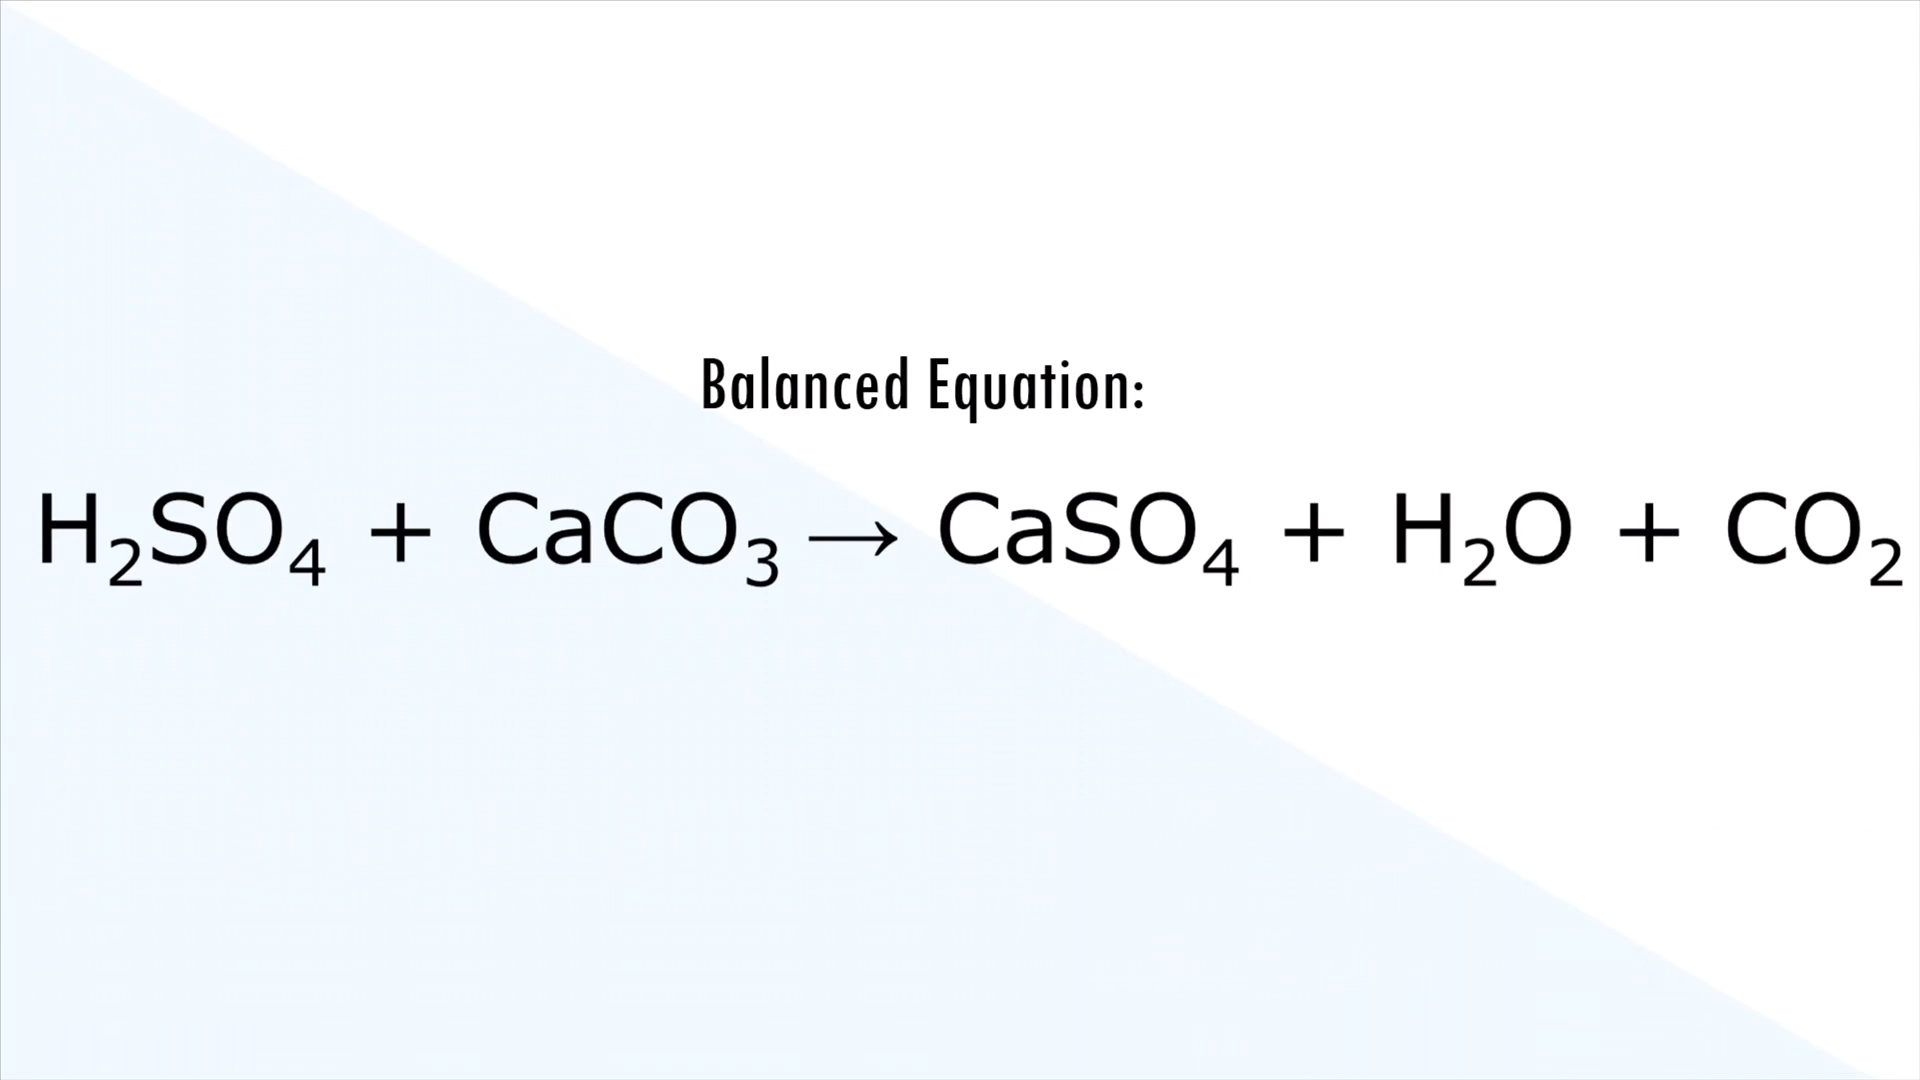 Balanced Equation:
H₂SO₄ + CaCO₃ → CaSO₄ + H₂O + CO₂